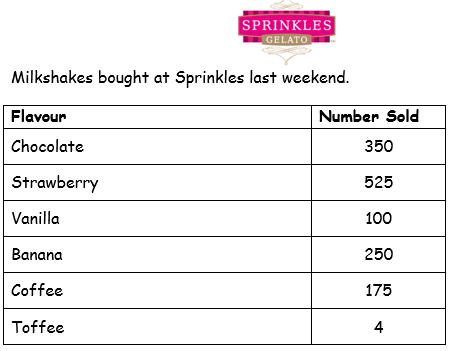 SPRINKLES
GELATO
Milkshakes bought at Sprinkles last weekend.
Flavour Number Sold
Chocolate 350
Strawberry 525
Vanilla 100
Banana 250
Coffee 175
Toffee 4